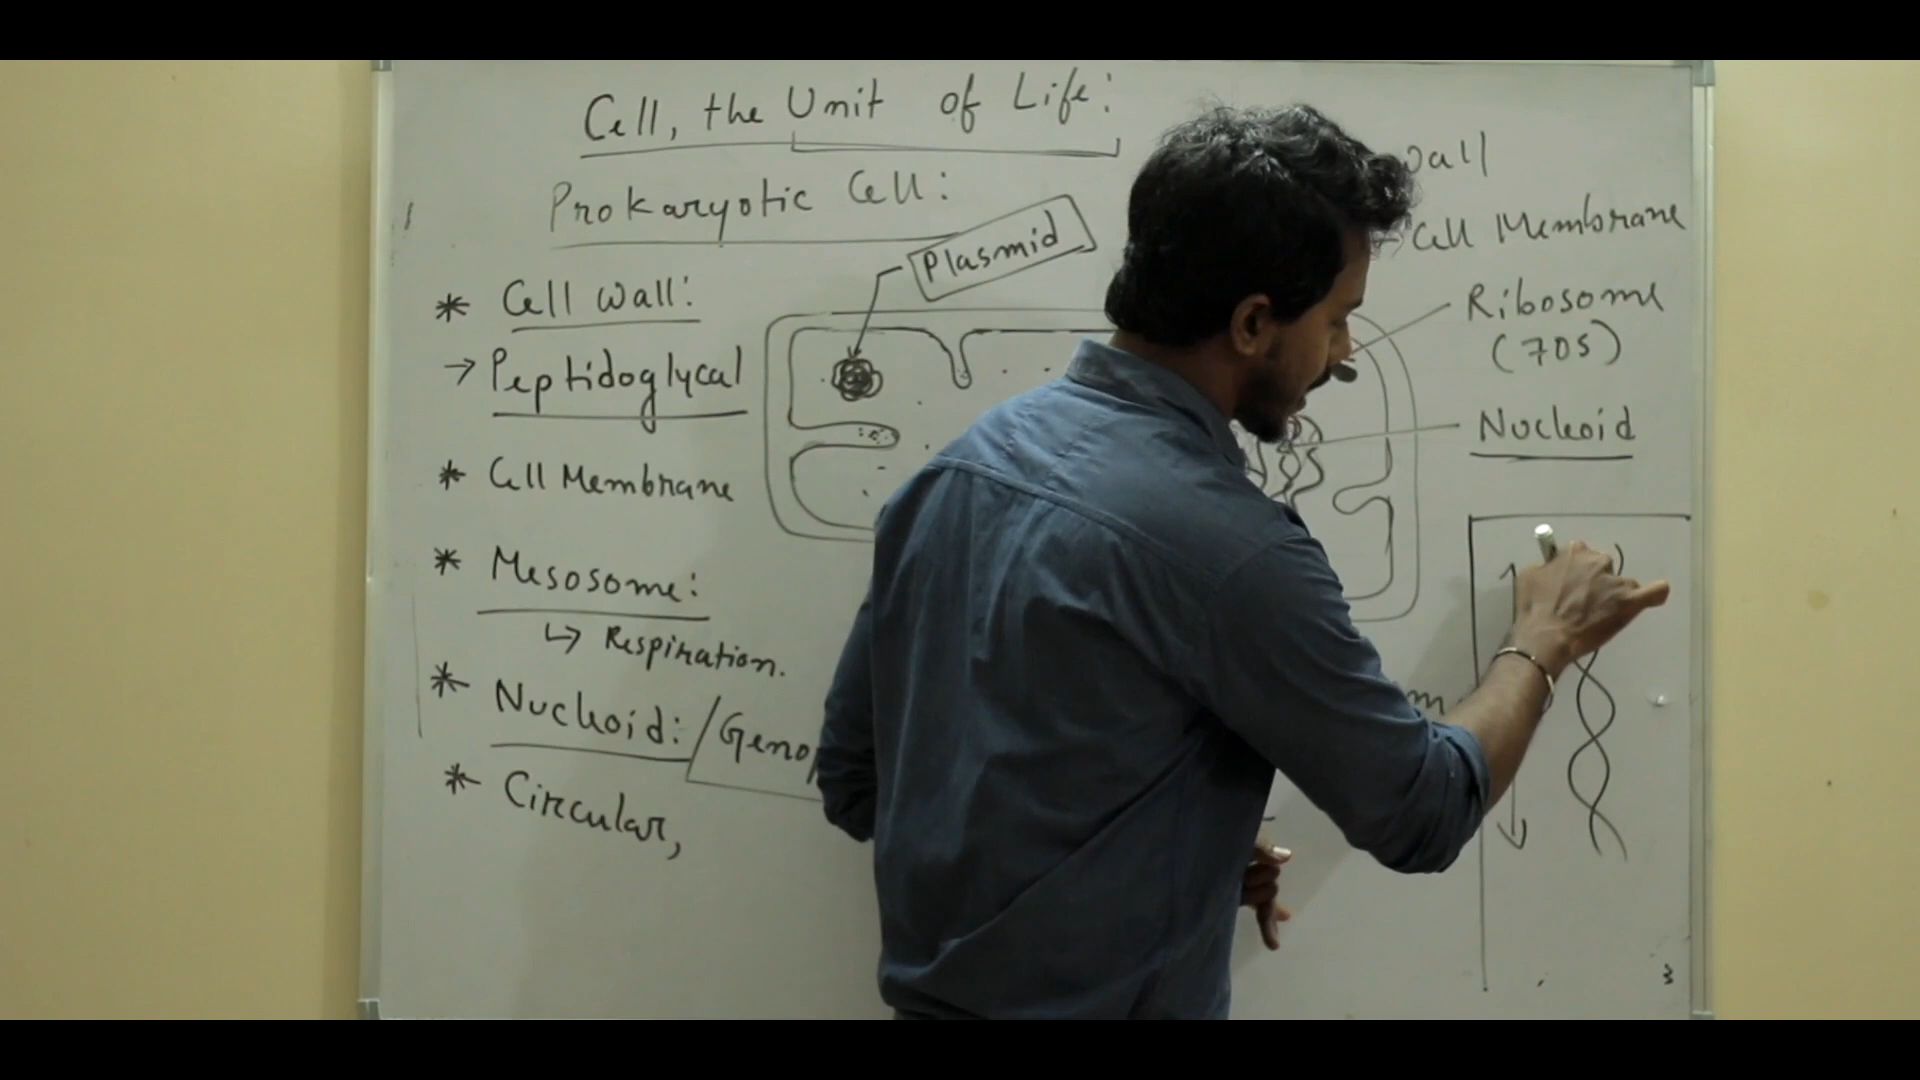 Cell, the Unit of Life:
Prokaryotic Cell:
Plasmid
* Cell Wall:
→ Peptidoglycal
* Cell Membrane
* Mesosome:
↳ Respiration.
* Nucleoid: /
* Circular,
Cell Membrane
Ribosome
(70S)
Nucleoid